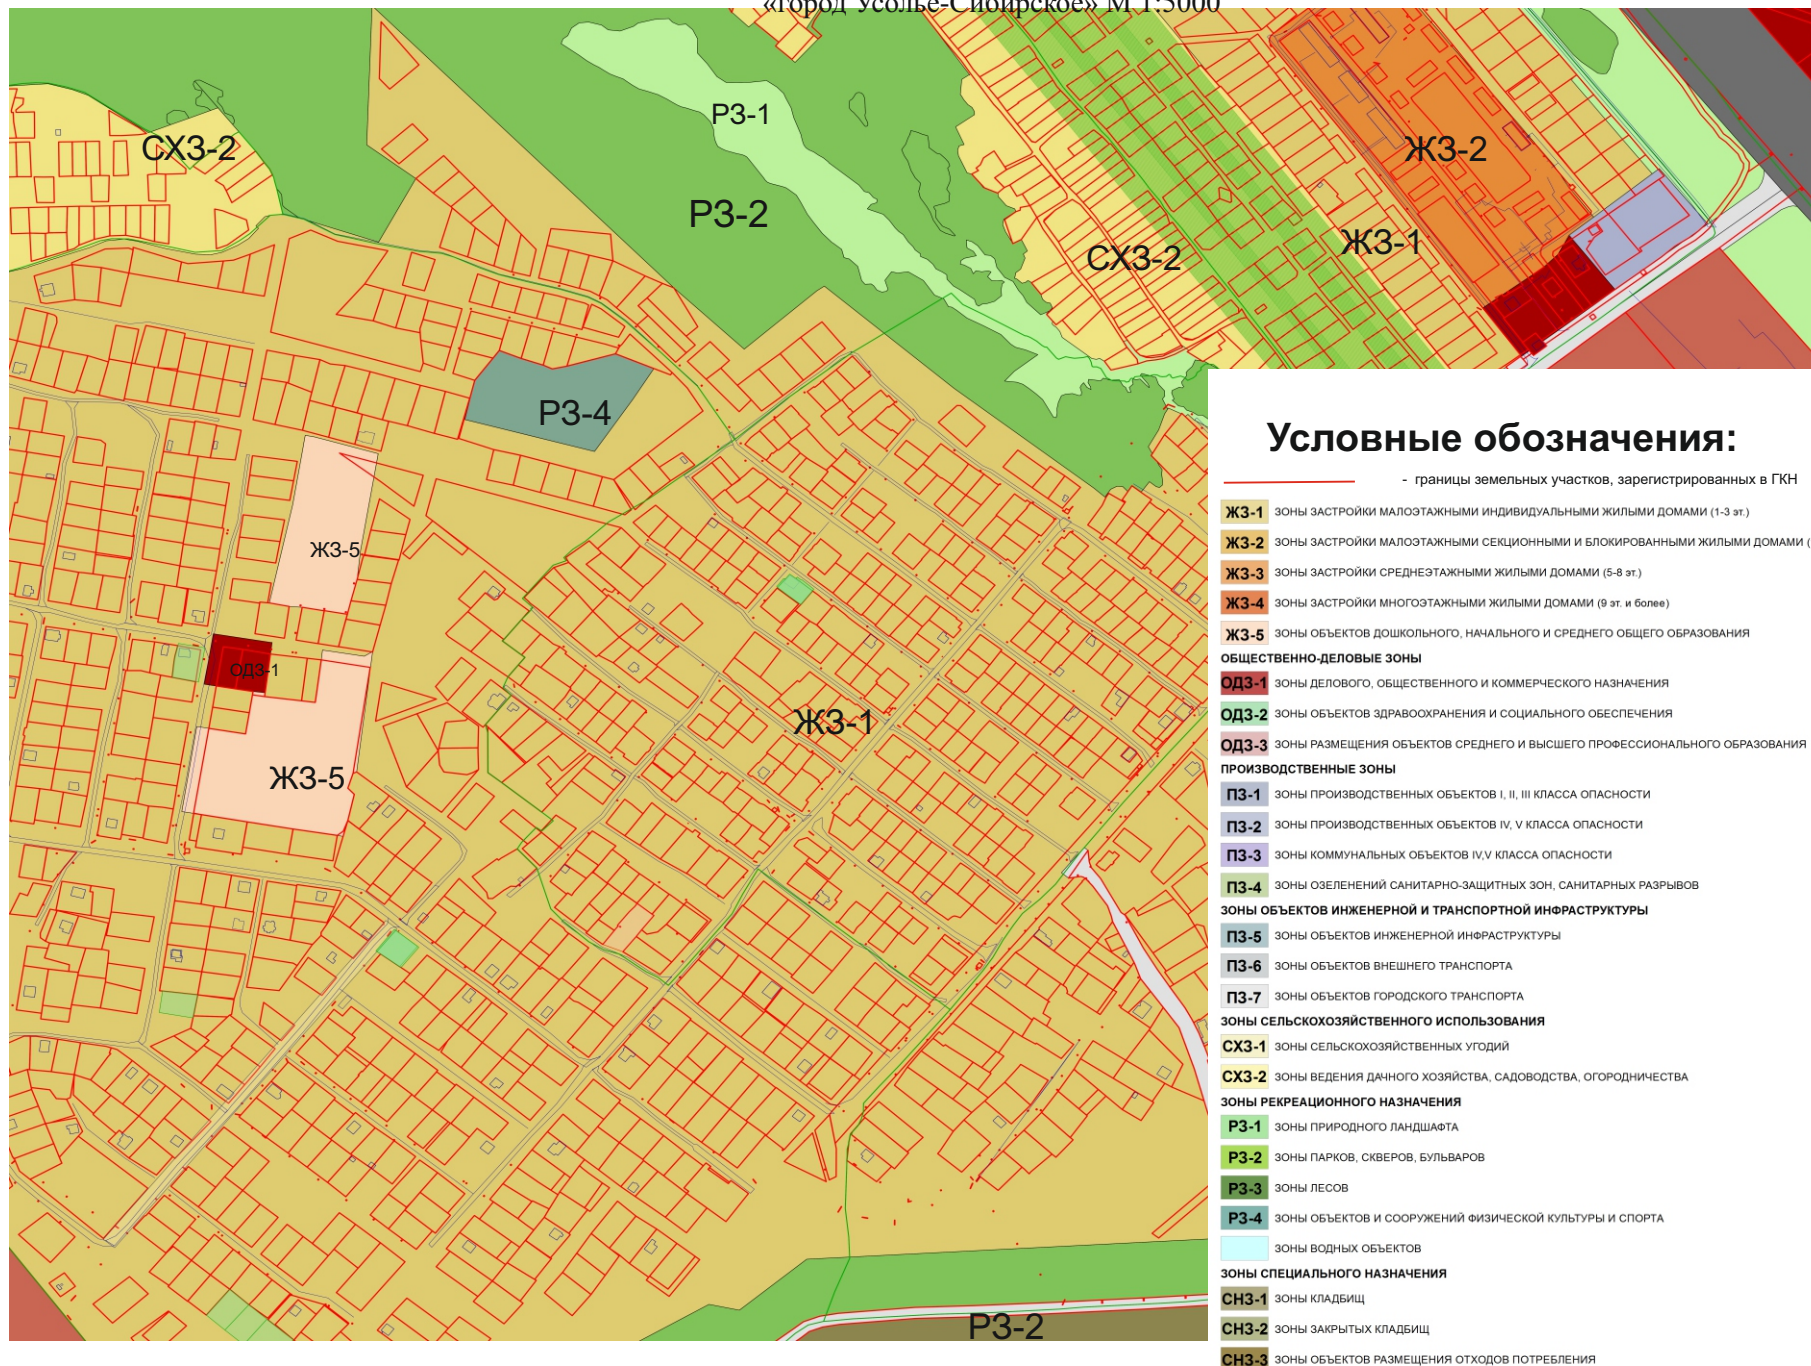 «город Усолье-Сибирское» М 1:5000
РЗ-1
СХЗ-2
ЖЗ-2
РЗ-2
ЖЗ-1
СХЗ-2
РЗ-4
ЖЗ-5
ОДЗ-1
ЖЗ-1
ЖЗ-5
РЗ-2
Условные обозначения:
- границы земельных участков, зарегистрированных в ГКН
ЖЗ-1 ЗОНЫ ЗАСТРОЙКИ МАЛОЭТАЖНЫМИ ИНДИВИДУАЛЬНЫМИ ЖИЛЫМИ ДОМАМИ (1-3 эт.)
ЖЗ-2 ЗОНЫ ЗАСТРОЙКИ МАЛОЭТАЖНЫМИ СЕКЦИОННЫМИ И БЛОКИРОВАННЫМИ ЖИЛЫМИ ДОМАМИ (
ЖЗ-3 ЗОНЫ ЗАСТРОЙКИ СРЕДНЕЭТАЖНЫМИ ЖИЛЫМИ ДОМАМИ (5-8 эт.)
ЖЗ-4 ЗОНЫ ЗАСТРОЙКИ МНОГОЭТАЖНЫМИ ЖИЛЫМИ ДОМАМИ (9 эт. и более)
ЖЗ-5 ЗОНЫ ОБЪЕКТОВ ДОШКОЛЬНОГО, НАЧАЛЬНОГО И СРЕДНЕГО ОБЩЕГО ОБРАЗОВАНИЯ
ОБЩЕСТВЕННО-ДЕЛОВЫЕ ЗОНЫ
ОДЗ-1 ЗОНЫ ДЕЛОВОГО, ОБЩЕСТВЕННОГО И КОММЕРЧЕСКОГО НАЗНАЧЕНИЯ
ОДЗ-2 ЗОНЫ ОБЪЕКТОВ ЗДРАВООХРАНЕНИЯ И СОЦИАЛЬНОГО ОБЕСПЕЧЕНИЯ
ОДЗ-3 ЗОНЫ РАЗМЕЩЕНИЯ ОБЪЕКТОВ СРЕДНЕГО И ВЫСШЕГО ПРОФЕССИОНАЛЬНОГО ОБРАЗОВАНИЯ
ПРОИЗВОДСТВЕННЫЕ ЗОНЫ
ПЗ-1 ЗОНЫ ПРОИЗВОДСТВЕННЫХ ОБЪЕКТОВ I, II, III КЛАССА ОПАСНОСТИ
ПЗ-2 ЗОНЫ ПРОИЗВОДСТВЕННЫХ ОБЪЕКТОВ IV, V КЛАССА ОПАСНОСТИ
ПЗ-3 ЗОНЫ КОММУНАЛЬНЫХ ОБЪЕКТОВ IV,V КЛАССА ОПАСНОСТИ
ПЗ-4 ЗОНЫ ОЗЕЛЕНЕНИЙ САНИТАРНО-ЗАЩИТНЫХ ЗОН, САНИТАРНЫХ РАЗРЫВОВ
ЗОНЫ ОБЪЕКТОВ ИНЖЕНЕРНОЙ И ТРАНСПОРТНОЙ ИНФРАСТРУКТУРЫ
ПЗ-5 ЗОНЫ ОБЪЕКТОВ ИНЖЕНЕРНОЙ ИНФРАСТРУКТУРЫ
ПЗ-6 ЗОНЫ ОБЪЕКТОВ ВНЕШНЕГО ТРАНСПОРТА
ПЗ-7 ЗОНЫ ОБЪЕКТОВ ГОРОДСКОГО ТРАНСПОРТА
ЗОНЫ СЕЛЬСКОХОЗЯЙСТВЕННОГО ИСПОЛЬЗОВАНИЯ
СХЗ-1 ЗОНЫ СЕЛЬСКОХОЗЯЙСТВЕННЫХ УГОДИЙ
СХЗ-2 ЗОНЫ ВЕДЕНИЯ ДАЧНОГО ХОЗЯЙСТВА, САДОВОДСТВА, ОГОРОДНИЧЕСТВА
ЗОНЫ РЕКРЕАЦИОННОГО НАЗНАЧЕНИЯ
РЗ-1 ЗОНЫ ПРИРОДНОГО ЛАНДШАФТА
РЗ-2 ЗОНЫ ПАРКОВ, СКВЕРОВ, БУЛЬВАРОВ
РЗ-3 ЗОНЫ ЛЕСОВ
РЗ-4 ЗОНЫ ОБЪЕКТОВ И СООРУЖЕНИЙ ФИЗИЧЕСКОЙ КУЛЬТУРЫ И СПОРТА
ЗОНЫ ВОДНЫХ ОБЪЕКТОВ
ЗОНЫ СПЕЦИАЛЬНОГО НАЗНАЧЕНИЯ
СНЗ-1 ЗОНЫ КЛАДБИЩ
СНЗ-2 ЗОНЫ ЗАКРЫТЫХ КЛАДБИЩ
СНЗ-3 ЗОНЫ ОБЪЕКТОВ РАЗМЕЩЕНИЯ ОТХОДОВ ПОТРЕБЛЕНИЯ